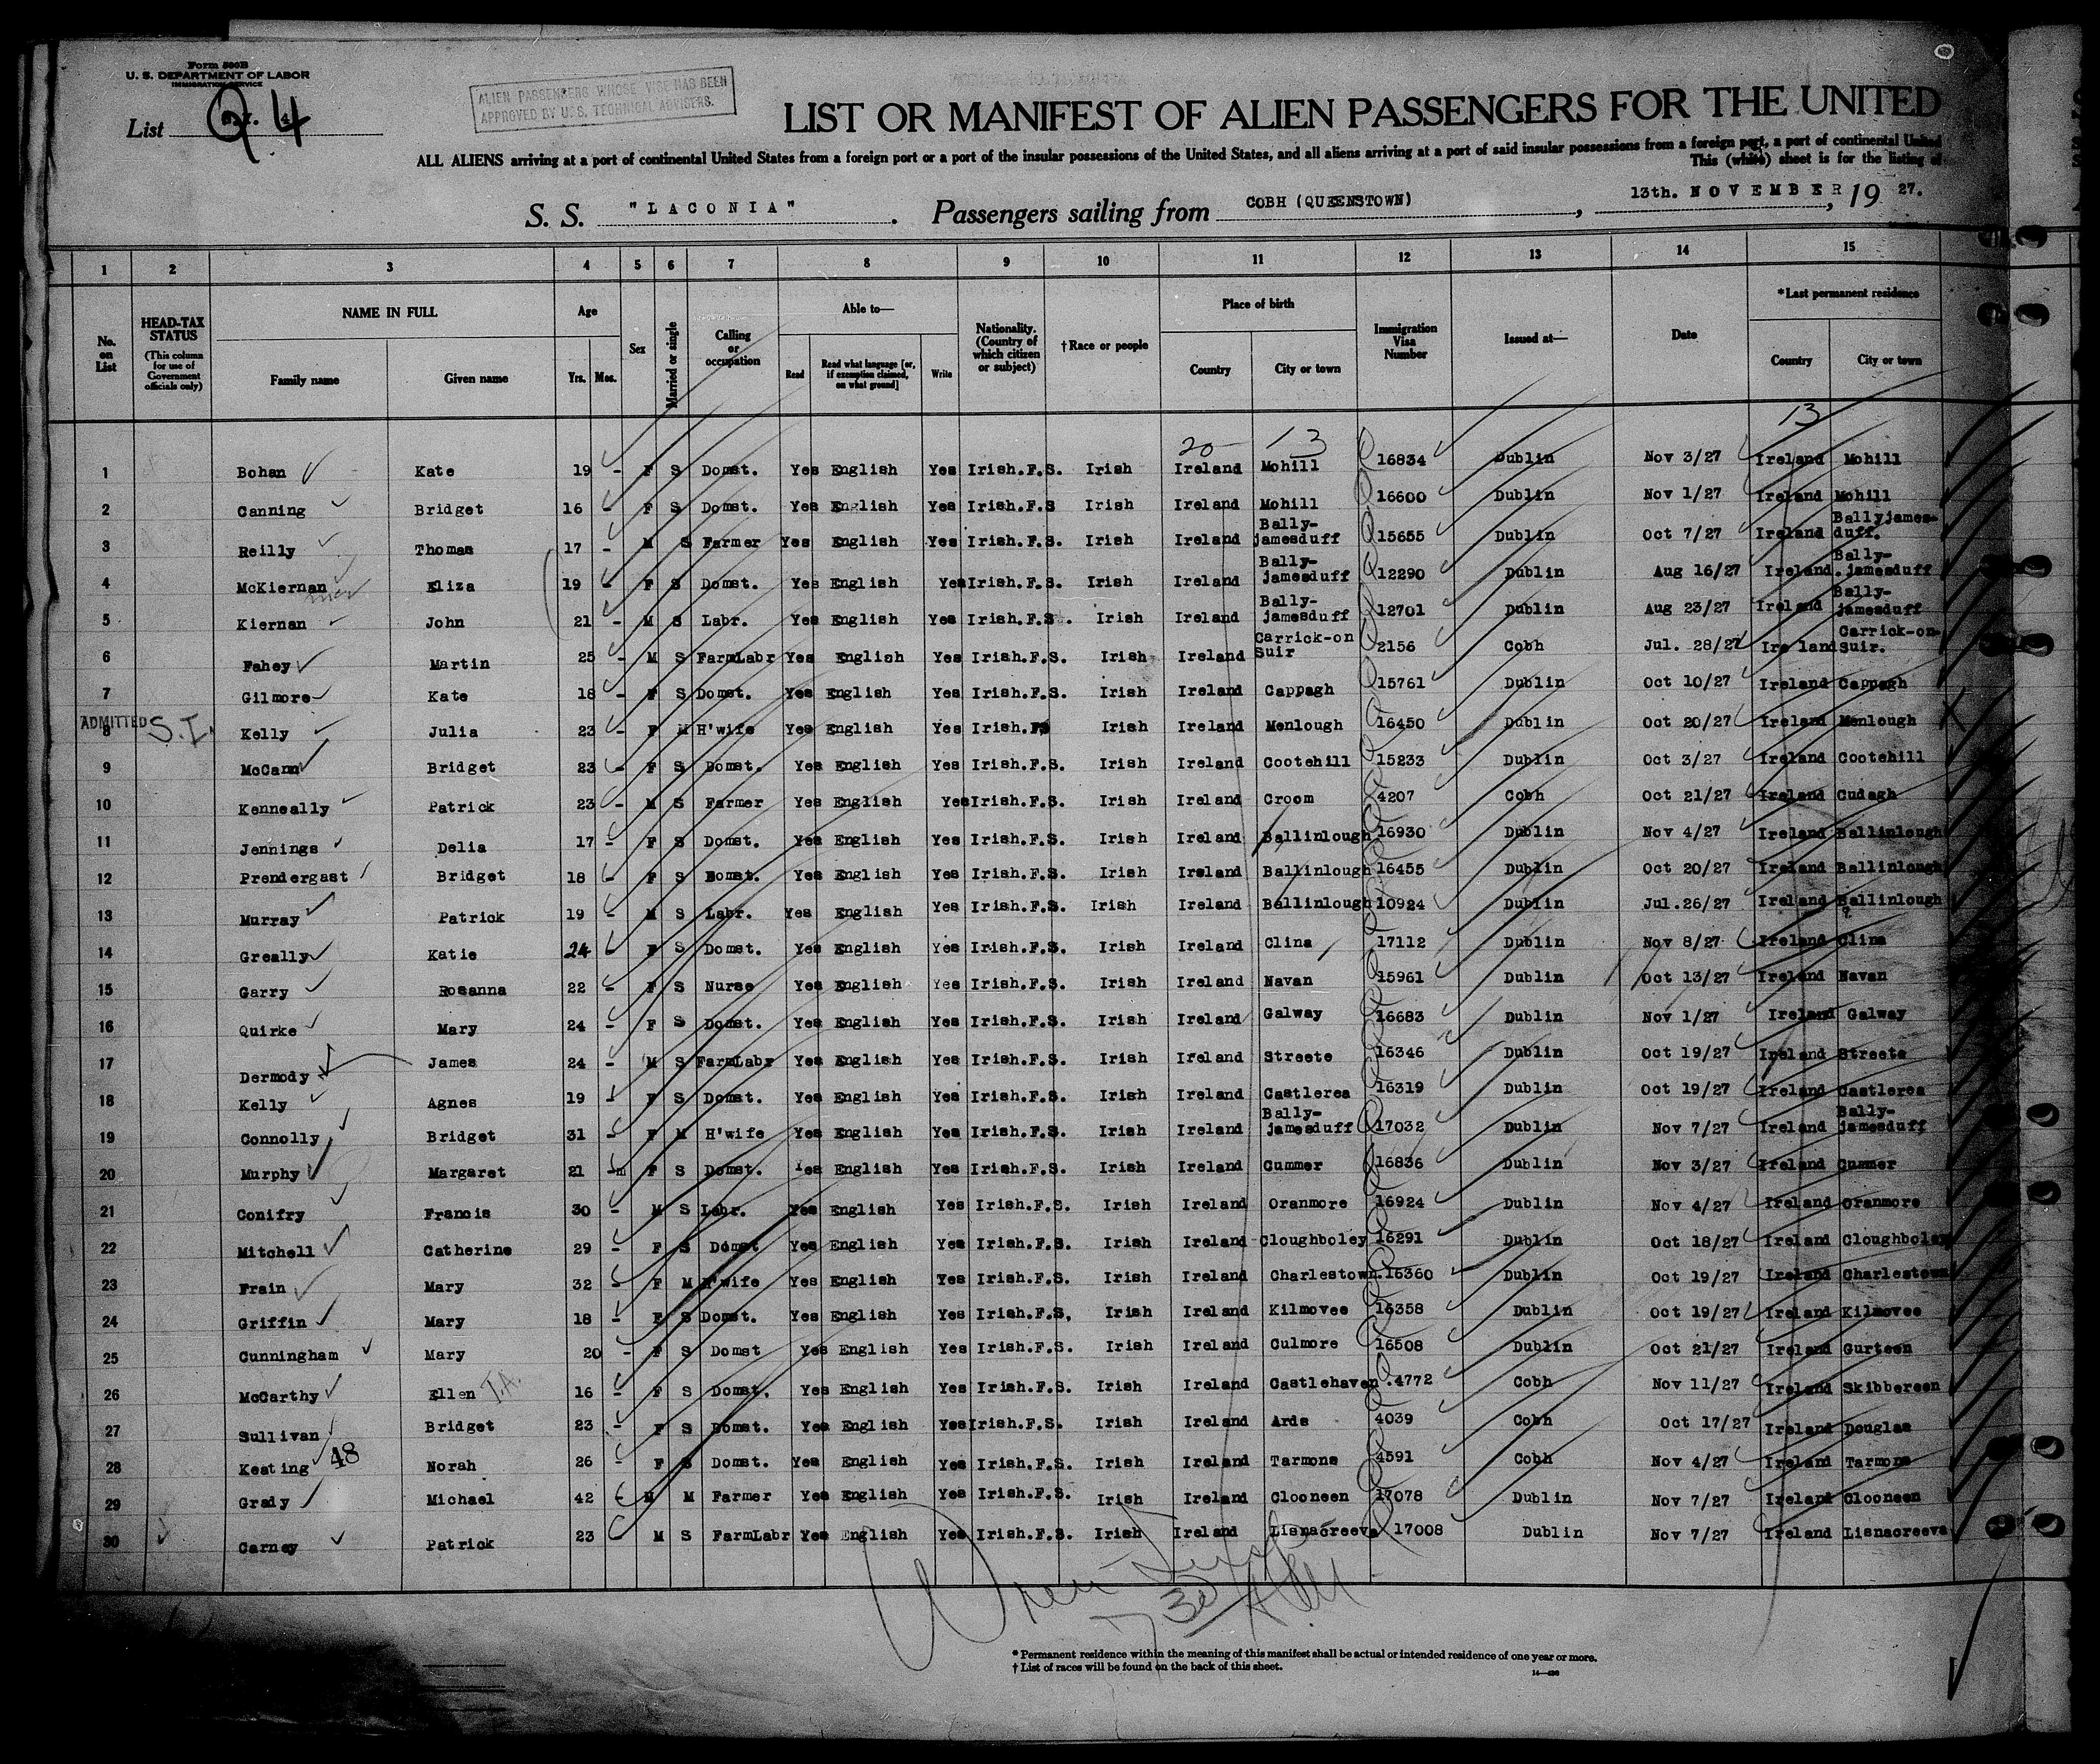 Form 500B
U. S. DEPARTMENT OF LABOR
IMMIGRATION SERVICE
List Q 4
ALIEN PASSENGERS WHOSE VISE HAS BEEN
APPROVED BY U.S. TECHNICAL ADVISERS.
LIST OR MANIFEST OF ALIEN PASSENGERS FOR THE UNITED
ALL ALIENS arriving at a port of continental United States from a foreign port or a port of the insular possessions of the United States, and all aliens arriving at a port of said insular possessions from a foreign port, a port of continental United
This (white) sheet is for the listing of
S. S. "LACONIA". Passengers sailing from COBH (QUEENSTOWN), 13th. NOVEMBER, 19 27.
1 2 3 4 5 6 7 8 9 10 11 12 13 14 15
No. on List
HEAD-TAX STATUS (This column for use of Government officials only)
NAME IN FULL Family name Given name
Age Yrs. Mos.
Sex
Married or single
Calling or occupation
Able to— Read Read what language [or, if exemption claimed, on what ground] Write
Nationality. (Country of which citizen or subject)
†Race or people
Place of birth Country City or town
Immigration Visa Number
Issued at—
Date
*Last permanent residence Country City or town
20 13 13
1 Bohan Kate 19 - F S Domst. Yes English Yes Irish.F.S. Irish Ireland Mohill 16834 Dublin Nov 3/27 Ireland Mohill
2 Canning Bridget 16 - F S Domst. Yes English Yes Irish.F.S Irish Ireland Mohill 16600 Dublin Nov 1/27 Ireland Mohill
3 Reilly Thomas 17 - M S Farmer Yes English Yes Irish.F.S. Irish Ireland Bally-jamesduff 15655 Dublin Oct 7/27 Ireland Ballyjames-duff.
4 McKiernan Eliza 19 - F S Domst. Yes English Yes Irish.F.S. Irish Ireland Bally-jamesduff 12290 Dublin Aug 16/27 Ireland. Bally-jamesduff
5 Kiernan John 21 - M S Labr. Yes English Yes Irish.F.S. Irish Ireland Bally-jamesduff 12701 Dublin Aug 23/27 Ireland Bally-jamesduff
6 Fahey Martin 25 - M S FarmLabr Yes English Yes Irish.F.S. Irish Ireland Carrick-on Suir 2156 Cobh Jul. 28/27 Ireland Carrick-on-suir.
7 Gilmore Kate 18 - F S Domst. Yes English Yes Irish.F.S. Irish Ireland Cappagh 15761 Dublin Oct 10/27 Ireland Cappagh
ADMITTED
8 S.I. Kelly Julia 23 - F M H'wife Yes English Yes Irish.FS Irish Ireland Menlough 16450 Dublin Oct 20/27 Ireland Menlough
9 McCann Bridget 23 - F S Domst. Yes English Yes Irish.F.S. Irish Ireland Cootehill 15233 Dublin Oct 3/27 Ireland Cootehill
10 Kenneally Patrick 23 - M S Farmer Yes English Yes Irish.F.S. Irish Ireland Croom 4207 Cobh Oct 21/27 Ireland Cudagh
11 Jennings Delia 17 - F S Domst. Yes English Yes Irish.F.S. Irish Ireland Ballinlough 16930 Dublin Nov 4/27 Ireland Ballinlough
12 Prendergast Bridget 18 - F S Domst. Yes English Yes Irish.F.S. Irish Ireland Ballinlough 16455 Dublin Oct 20/27 Ireland Ballinlough
13 Murray Patrick 19 - M S Labr. Yes English Yes Irish.F.S. Irish Ireland Ballinlough 10924 Dublin Jul.26/27 Ireland Ballinlough
14 Greally Katie 24 - F S Domst. Yes English Yes Irish.F.S. Irish Ireland Clina 17112 Dublin Nov 8/27 Ireland Clina
15 Garry Rosanna 22 - F S Nurse Yes English Yes Irish.F.S. Irish Ireland Navan 15961 Dublin Oct 13/27 Ireland Navan
16 Quirke Mary 24 - F S Domst. Yes English Yes Irish.F.S. Irish Ireland Galway 16683 Dublin Nov 1/27 Ireland Galway
17 Dermody James 24 - M S FarmLabr Yes English Yes Irish.F.S. Irish Ireland Streete 16346 Dublin Oct 19/27 Ireland Streete
18 Kelly Agnes 19 - F S Domst. Yes English Yes Irish.F.S. Irish Ireland Castlerea 16319 Dublin Oct 19/27 Ireland Castlerea
19 Connolly Bridget 31 - F M H'wife Yes English Yes Irish.F.S. Irish Ireland Bally-jamesduff 17032 Dublin Nov 7/27 Ireland Bally-jamesduff
20 Murphy Margaret 21 -m F S Domst. Yes English Yes Irish.F.S. Irish Ireland Cummer 16836 Dublin Nov 3/27 Ireland Cummer
21 Conifry Francis 30 - M S Labr. Yes English Yes Irish.F.S. Irish Ireland Oranmore 16924 Dublin Nov 4/27 Ireland Oranmore
22 Mitchell Catherine 29 - F S Domst Yes English Yes Irish.F.S. Irish Ireland Cloughboley 16291 Dublin Oct 18/27 Ireland Cloughboley
23 Frain Mary 32 - F M H'wife Yes English Yes Irish.F.S. Irish Ireland Charlestown. 16360 Dublin Oct 19/27 Ireland Charlestown
24 Griffin Mary 18 - F S Domst. Yes English Yes Irish.F.S, Irish Ireland Kilmovee 16358 Dublin Oct 19/27 Ireland Kilmovee
25 Cunningham Mary 20 - F S Domst Yes English Yes Irish.F.S. Irish Ireland Culmore 16508 Dublin Oct 21/27 Ireland Gurteen
26 McCarthy Ellen T.A. 16 - F S Domst. Yes English Yes Irish.F.S. Irish Ireland Castlehaven .4772 Cobh Nov 11/27 Ireland Skibbereen
27 Sullivan Bridget 23 - F S Domst. Yes English Yes Irish.F.S. Irish Ireland Ards 4039 Cobh Oct 17/27 Ireland Douglas
28 Keating 48 Norah 26 - F S Domst. Yes English Yes Irish.F.S. Irish Ireland Tarmons 4591 Cobh Nov 4/27 Ireland Tarmons
29 Grady Michael 42 - M M Farmer Yes English Yes Irish.F.S. Irish Ireland Clooneen 17078 Dublin Nov 7/27 Ireland Clooneen
30 Carney Patrick 23 M S FarmLabr Yes English Yes Irish.F.S. Irish Ireland Lisnacreeva 17008 Dublin Nov 7/27 Ireland Lisnacreeva
30
* Permanent residence within the meaning of this manifest shall be actual or intended residence of one year or more.
† List of races will be found on the back of this sheet.
14—490